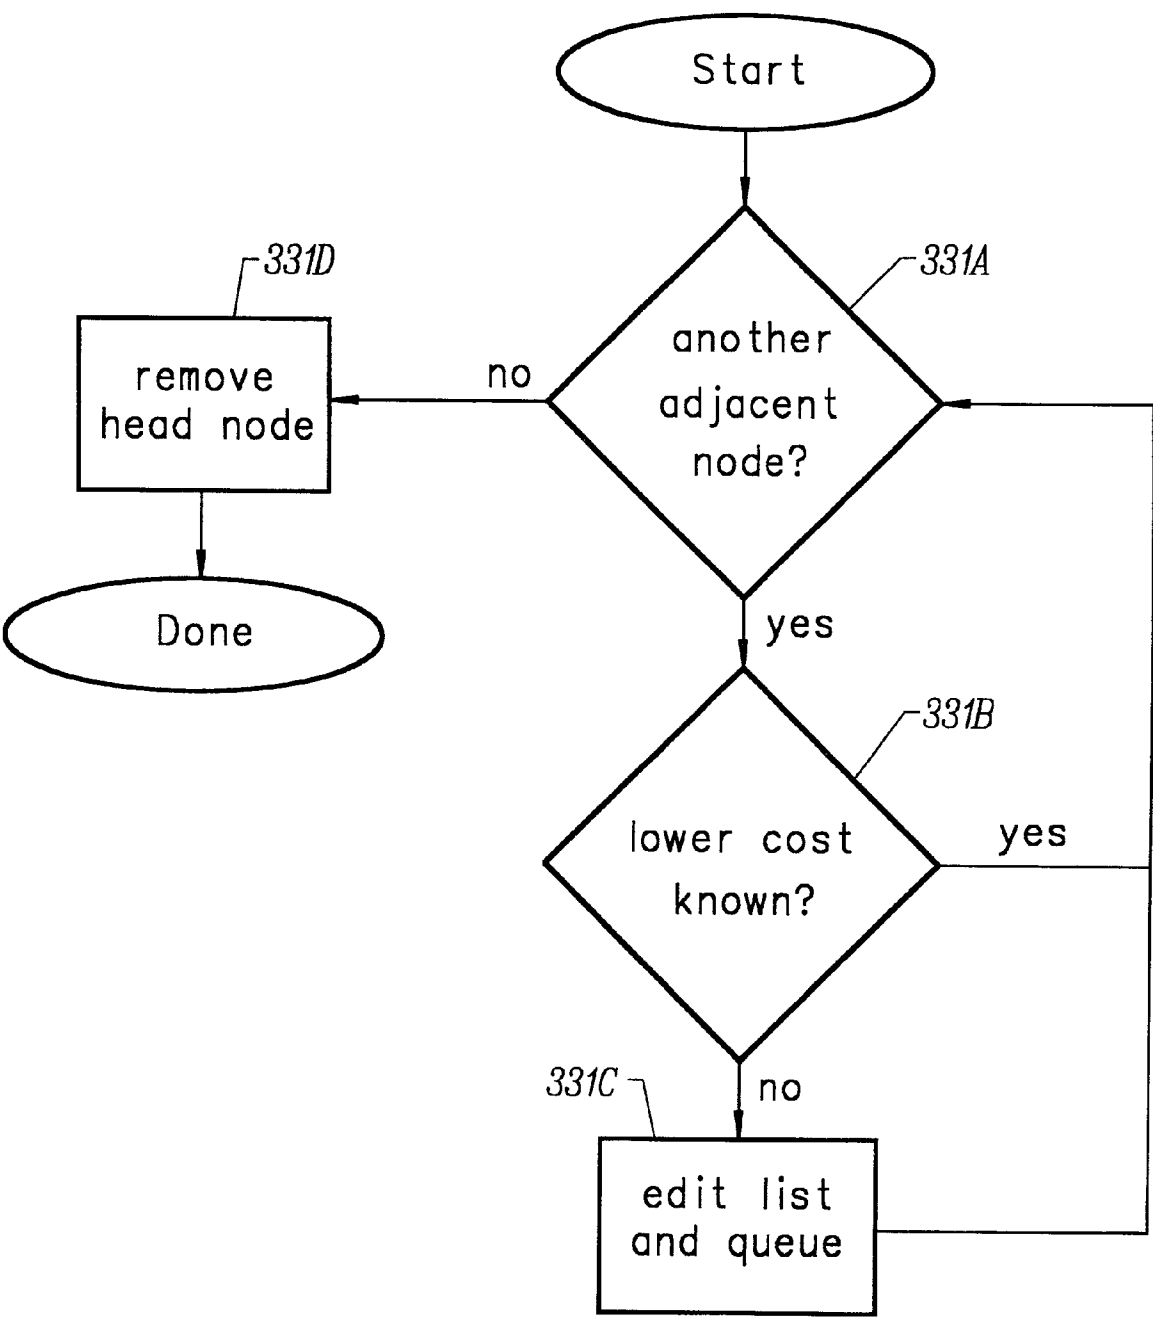 Start
331D
331A
another
adjacent
node?
no
remove
head node
yes
Done
331B
lower cost
known?
yes
331C
no
edit list
and queue